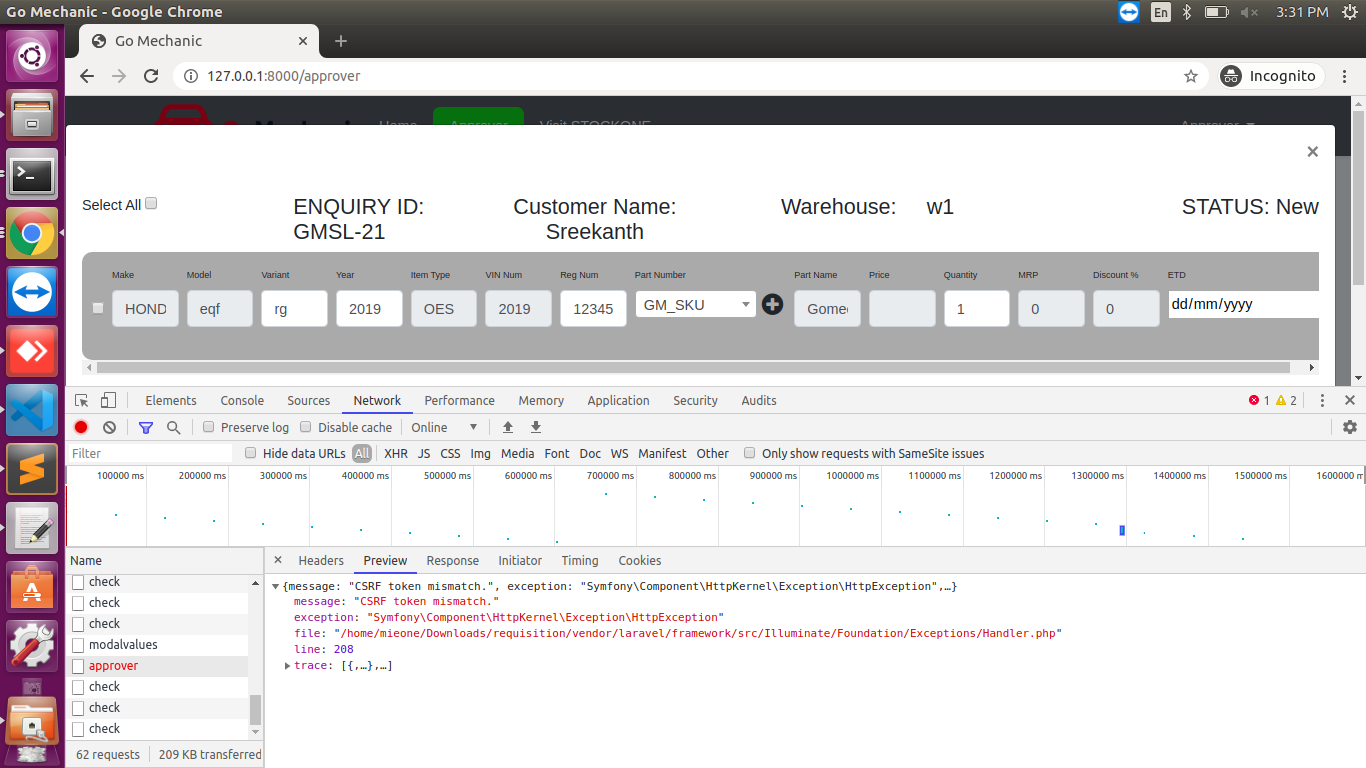 Go Mechanic - Google Chrome
En
3:31 PM
Go Mechanic
127.0.0.1:8000/approver
Incognito
Select All
ENQUIRY ID:
GMSL-21
Customer Name:
Sreekanth
Warehouse: w1
STATUS: New
Make Model Variant Year Item Type VIN Num Reg Num Part Number Part Name Price Quantity MRP Discount % ETD
HOND eqf rg 2019 OES 2019 12345 GM_SKU 1 0 0 dd/mm/yyyy
Elements Console Sources Network Performance Memory Application Security Audits 1 2
Preserve log Disable cache Online
Filter Hide data URLs All XHR JS CSS Img Media Font Doc WS Manifest Other Only show requests with SameSite issues
100000 ms 200000 ms 300000 ms 400000 ms 500000 ms 600000 ms 700000 ms 800000 ms 900000 ms 1000000 ms 1100000 ms 1200000 ms 1300000 ms 1400000 ms 1500000 ms 1600000 m
Name
check
check
check
modalvalues
approver
check
check
check
62 requests 209 KB transferred
Headers Preview Response Initiator Timing Cookies
{message: "CSRF token mismatch.", exception: "Symfony\Component\HttpKernel\Exception\HttpException",…}
message: "CSRF token mismatch."
exception: "Symfony\Component\HttpKernel\Exception\HttpException"
file: "/home/mieone/Downloads/requisition/vendor/laravel/framework/src/Illuminate/Foundation/Exceptions/Handler.php"
line: 208
trace: [{,…},…]